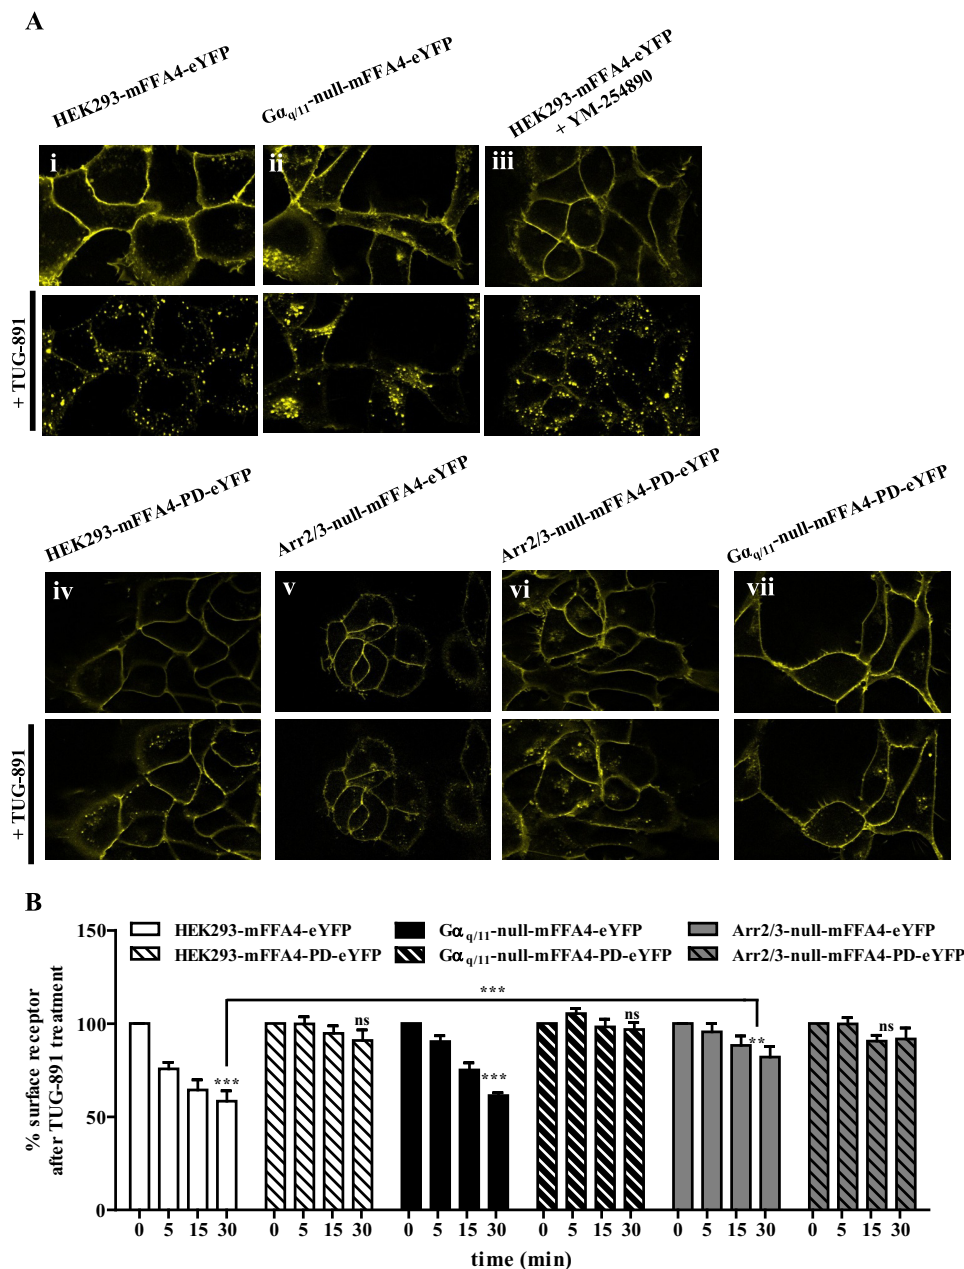 A
HEK293-mFFA4-eYFP
Gαq/11-null-mFFA4-eYFP
HEK293-mFFA4-eYFP
+ YM-254890
i
ii
iii
+ TUG-891
HEK293-mFFA4-PD-eYFP
Arr2/3-null-mFFA4-eYFP
Arr2/3-null-mFFA4-PD-eYFP
Gαq/11-null-mFFA4-PD-eYFP
iv
v
vi
vii
+ TUG-891
B
HEK293-mFFA4-eYFP
HEK293-mFFA4-PD-eYFP
Gαq/11-null-mFFA4-eYFP
Gαq/11-null-mFFA4-PD-eYFP
Arr2/3-null-mFFA4-eYFP
Arr2/3-null-mFFA4-PD-eYFP
% surface receptor
after TUG-891 treatment
150
100
50
0
***
***
ns
***
ns
**
ns
0 5 15 30 0 5 15 30 0 5 15 30 0 5 15 30 0 5 15 30 0 5 15 30
time (min)